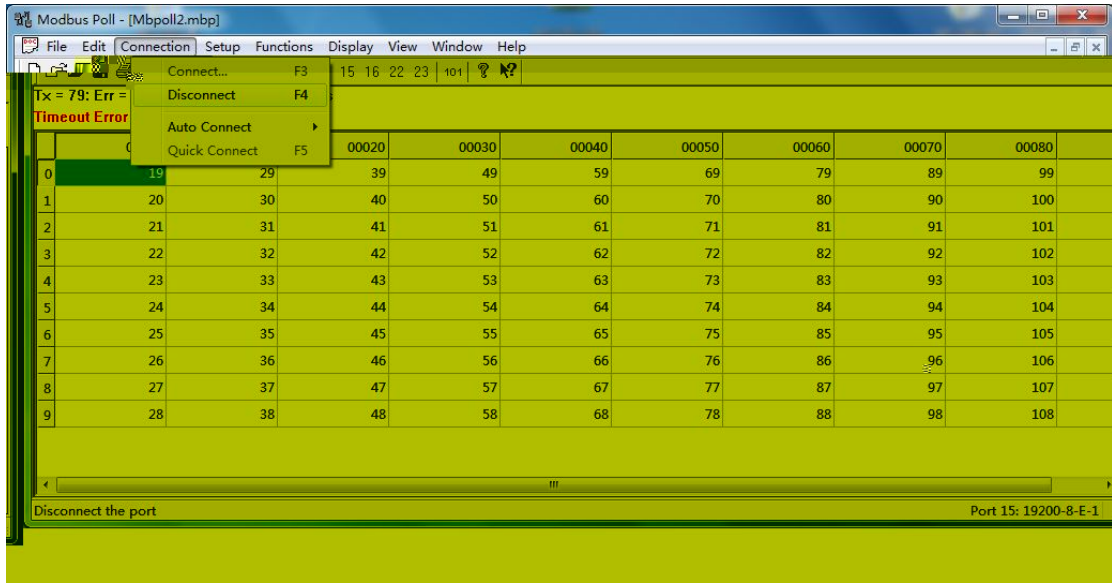 Modbus Poll - [Mbpoll2.mbp]
File Edit Connection Setup Functions Display View Window Help
Connect... F3
15 16 22 23 101
Tx = 79: Err =
Disconnect F4
Timeout Error
Auto Connect
Quick Connect F5
00020 00030 00040 00050 00060 00070 00080
0 19 29 39 49 59 69 79 89 99
1 20 30 40 50 60 70 80 90 100
2 21 31 41 51 61 71 81 91 101
3 22 32 42 52 62 72 82 92 102
4 23 33 43 53 63 73 83 93 103
5 24 34 44 54 64 74 84 94 104
6 25 35 45 55 65 75 85 95 105
7 26 36 46 56 66 76 86 96 106
8 27 37 47 57 67 77 87 97 107
9 28 38 48 58 68 78 88 98 108
Disconnect the port Port 15: 19200-8-E-1